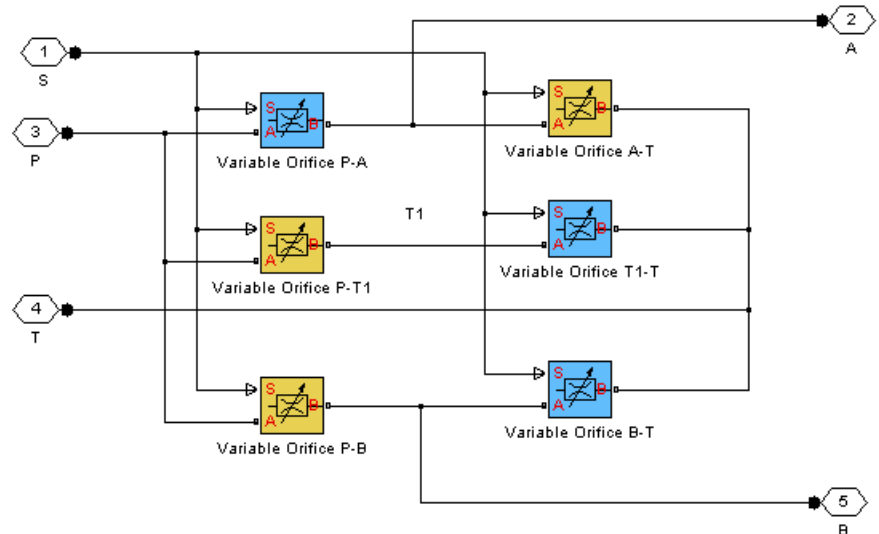 2
A
1
S
S
A
B
Variable Orifice P-A
S
A
B
Variable Orifice A-T
3
P
T1
S
A
B
Variable Orifice P-T1
S
A
B
Variable Orifice T1-T
4
T
S
A
B
Variable Orifice P-B
S
A
B
Variable Orifice B-T
5
B